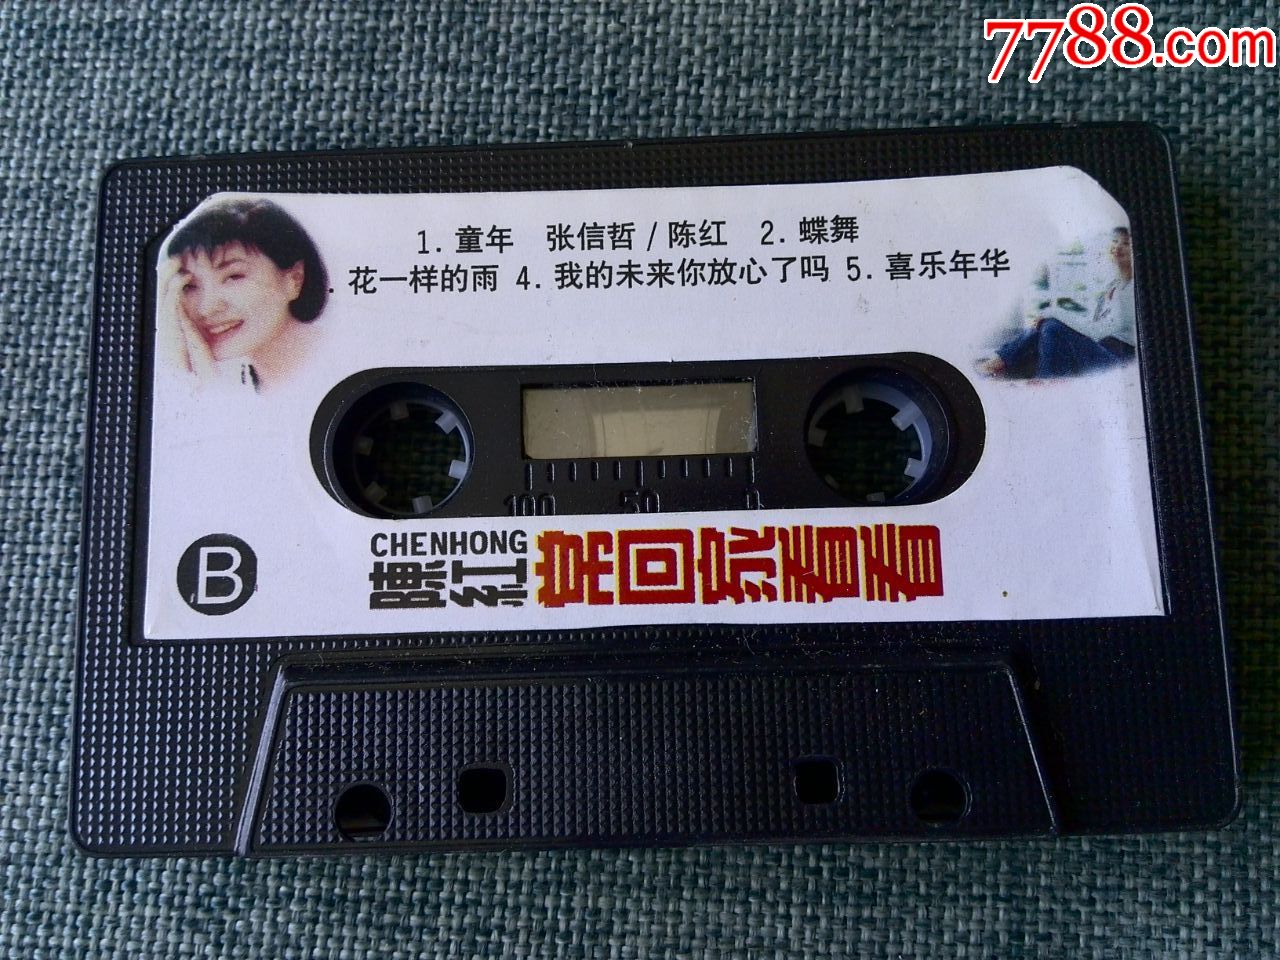 7788.com
1. 童年 张信哲/陈红 2. 蝶舞
. 花一样的雨 4. 我的未来你放心了吗 5. 喜乐年华
100 50 0
CHENHONG
陳紅 常回家看看
B